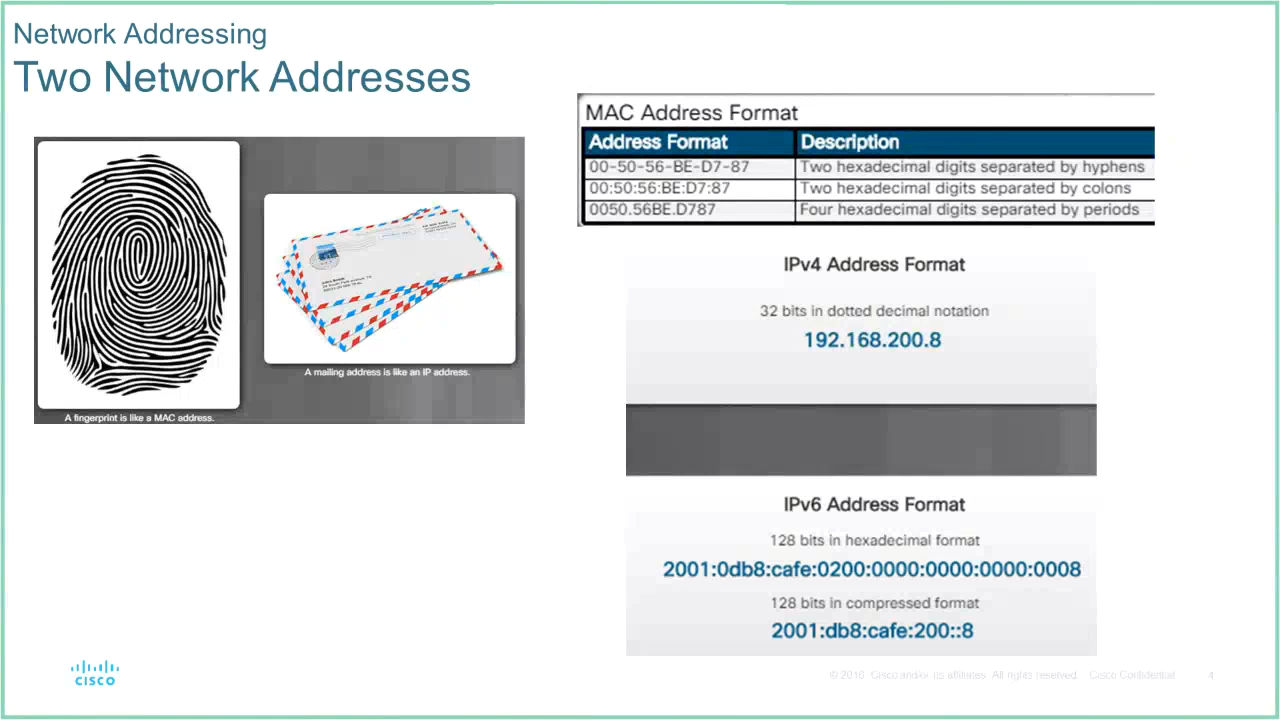 Network Addressing
Two Network Addresses
A fingerprint is like a MAC address.
A mailing address is like an IP address.
MAC Address Format
Address Format Description
00-50-56-BE-D7-87 Two hexadecimal digits separated by hyphens
00:50:56:BE:D7:87 Two hexadecimal digits separated by colons
0050.56BE.D787 Four hexadecimal digits separated by periods
IPv4 Address Format
32 bits in dotted decimal notation
192.168.200.8
IPv6 Address Format
128 bits in hexadecimal format
2001:0db8:cafe:0200:0000:0000:0000:0008
128 bits in compressed format
2001:db8:cafe:200::8
CISCO
© 2016 Cisco and/or its affiliates. All rights reserved. Cisco Confidential 4